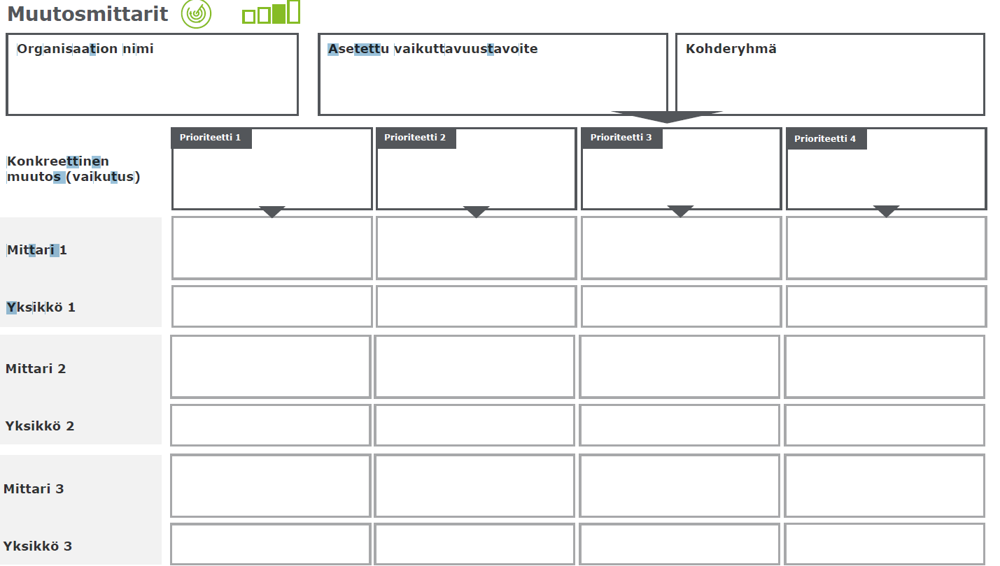 Muutosmittarit
Organisaation nimi
Asetettu vaikuttavuustavoite
Kohderyhmä
Prioriteetti 1
Prioriteetti 2
Prioriteetti 3
Prioriteetti 4
Konkreettinen
muutos (vaikutus)
Mittari 1
Yksikkö 1
Mittari 2
Yksikkö 2
Mittari 3
Yksikkö 3